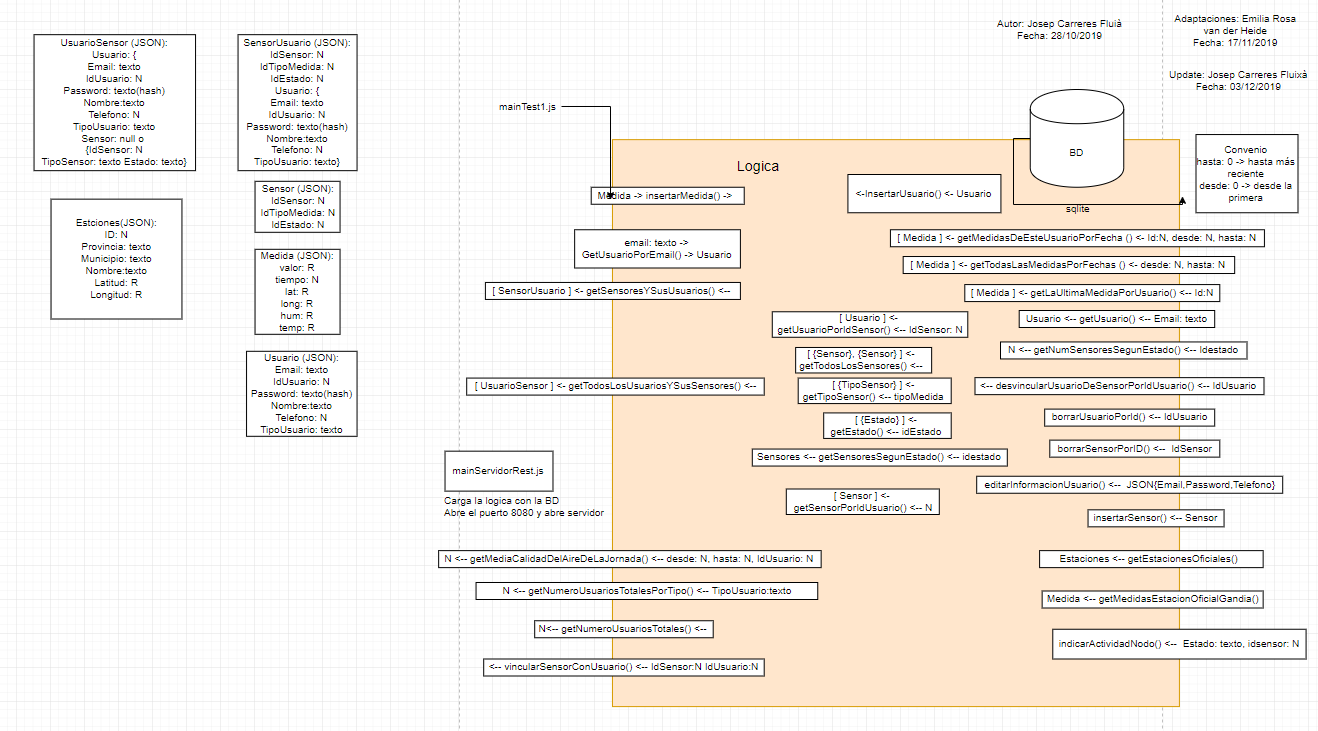 Autor: Josep Carreres Fluià
Fecha: 28/10/2019
Adaptaciones: Emilia Rosa
van der Heide
Fecha: 17/11/2019
Update: Josep Carreres Fluixà
Fecha: 03/12/2019
UsuarioSensor (JSON):
Usuario: {
Email: texto
IdUsuario: N
Password: texto(hash)
Nombre:texto
Telefono: N
TipoUsuario: texto
Sensor: null o
{IdSensor: N
TipoSensor: texto Estado: texto}
SensorUsuario (JSON):
IdSensor: N
IdTipoMedida: N
IdEstado: N
Usuario: {
Email: texto
IdUsuario: N
Password: texto(hash)
Nombre:texto
Telefono: N
TipoUsuario: texto}
Sensor (JSON):
IdSensor: N
IdTipoMedida: N
IdEstado: N
Estciones(JSON):
ID: N
Provincia: texto
Municipio: texto
Nombre:texto
Latitud: R
Longitud: R
Medida (JSON):
valor: R
tiempo: N
lat: R
long: R
hum: R
temp: R
Usuario (JSON):
Email: texto
IdUsuario: N
Password: texto(hash)
Nombre:texto
Telefono: N
TipoUsuario: texto
mainTest1.js
Logica
BD
sqlite
Convenio
hasta: 0 -> hasta más
reciente
desde: 0 -> desde la
primera
Medida -> insertarMedida() ->
<-InsertarUsuario() <- Usuario
email: texto ->
GetUsuarioPorEmail() -> Usuario
[ Medida ] <- getMedidasDeEsteUsuarioPorFecha () <- Id:N, desde: N, hasta: N
[ Medida ] <- getTodasLasMedidasPorFechas () <- desde: N, hasta: N
[ SensorUsuario ] <- getSensoresYSusUsuarios() <--
[ Medida ] <-- getLaUltimaMedidaPorUsuario() <-- Id:N
[ Usuario ] <-
getUsuarioPorIdSensor() <-- IdSensor: N
Usuario <-- getUsuario() <-- Email: texto
[ {Sensor}, {Sensor} ] <-
getTodosLosSensores() <--
N <-- getNumSensoresSegunEstado() <-- Idestado
[ UsuarioSensor ] <-- getTodosLosUsuariosYSusSensores() <--
[ {TipoSensor} ] <-
getTipoSensor() <-- tipoMedida
<-- desvincularUsuarioDeSensorPorIdUsuario() <-- IdUsuario
[ {Estado} ] <-
getEstado() <-- idEstado
borrarUsuarioPorId() <-- IdUsuario
Sensores <-- getSensoresSegunEstado() <-- idestado
borrarSensorPorID() <-- IdSensor
mainServidorRest.js
Carga la logica con la BD
Abre el puerto 8080 y abre servidor
[ Sensor ] <-
getSensorPorIdUsuario() <-- N
editarInformacionUsuario() <-- JSON{Email,Password,Telefono}
insertarSensor() <-- Sensor
N <-- getMediaCalidadDelAireDeLaJornada() <-- desde: N, hasta: N, IdUsuario: N
Estaciones <-- getEstacionesOficiales()
N <-- getNumeroUsuariosTotalesPorTipo() <-- TipoUsuario:texto
Medida <-- getMedidasEstacionOficialGandia()
N<-- getNumeroUsuariosTotales() <--
indicarActividadNodo() <-- Estado: texto, idsensor: N
<-- vincularSensorConUsuario() <-- IdSensor:N IdUsuario:N